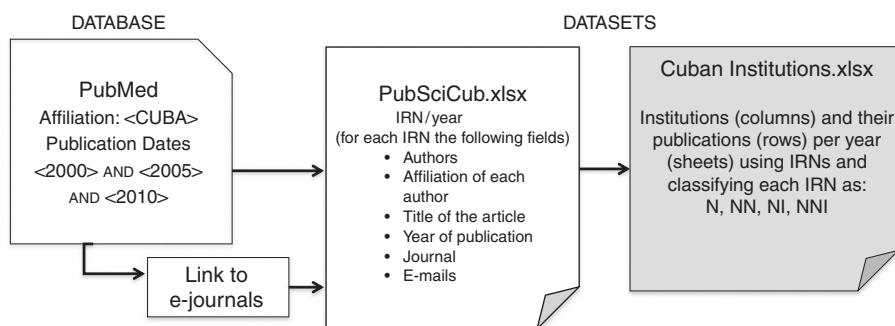 DATABASE
DATASETS
PubMed
Affiliation: <CUBA>
Publication Dates
<2000> AND <2005>
AND <2010>
Link to
e-journals
PubSciCub.xlsx
IRN/year
(for each IRN the following fields)
• Authors
• Affiliation of each
author
• Title of the article
• Year of publication
• Journal
• E-mails
Cuban Institutions.xlsx
Institutions (columns) and their
publications (rows) per year
(sheets) using IRNs and
classifying each IRN as:
N, NN, NI, NNI